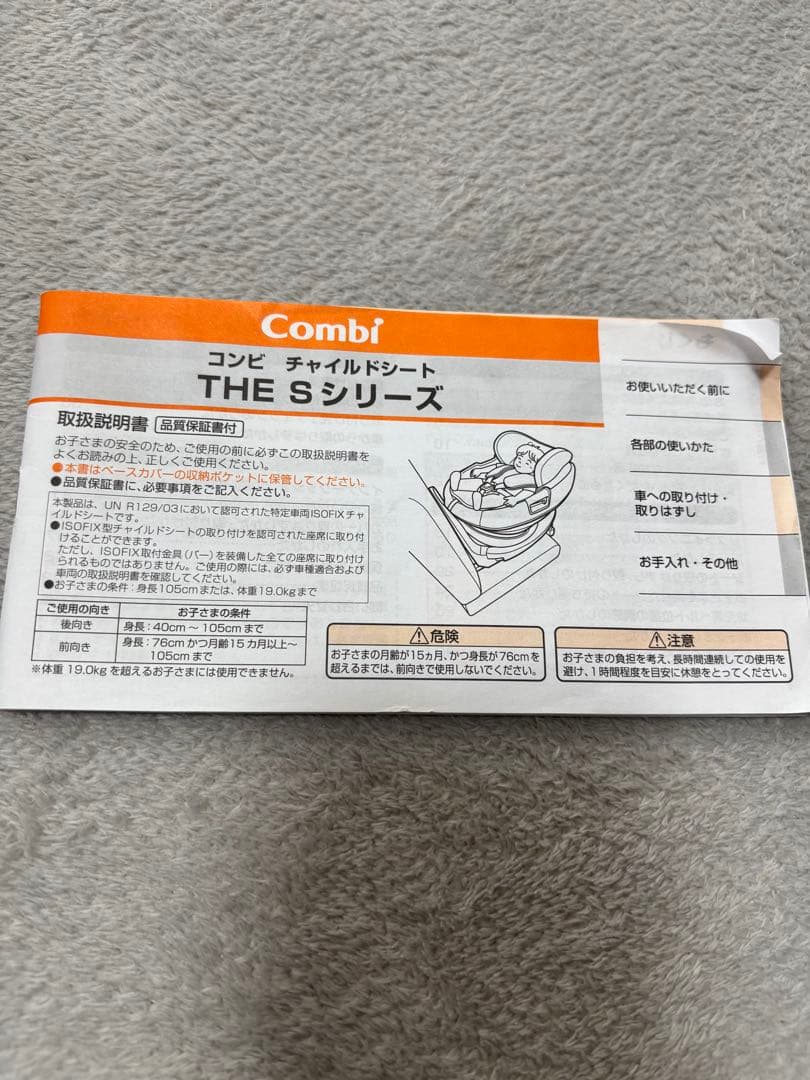 Combi
コンビ チャイルドシート
THE Sシリーズ
取扱説明書 品質保証書付
お子さまの安全のため、ご使用の前に必ずこの取扱説明書を
よくお読みの上、正しくご使用ください。
●本書はベースカバーの収納ポケットに保管してください。
●品質保証書に、必要事項をご記入ください。
本製品は、UN R129/03において認可された特定車両ISOFIXチャ
イルドシートです。
●ISOFIX型チャイルドシートの取り付けを認可された座席に取り付
けることができます。
ただし、ISOFIX取付金具(バー)を装備した全ての座席に取り付け
られるものではありません。ご使用の際には、必ず車種適合および
車両の取扱説明書を確認してください。
●お子さまの条件:身長105cmまたは、体重19.0kgまで
ご使用の向き お子さまの条件
後向き 身長:40cm〜105cmまで
前向き 身長:76cmかつ月齢15カ月以上〜
105cmまで
※体重19.0kgを超えるお子さまには使用できません。
⚠危険
お子さまの月齢が15ヵ月、かつ身長が76cmを
超えるまでは、前向きで使用しないでください。
⚠注意
お子さまの負担を考え、長時間連続しての使用を
避け、1時間程度を目安に休憩をとってください。
お使いいただく前に
各部の使いかた
車への取り付け・
取りはずし
お手入れ・その他